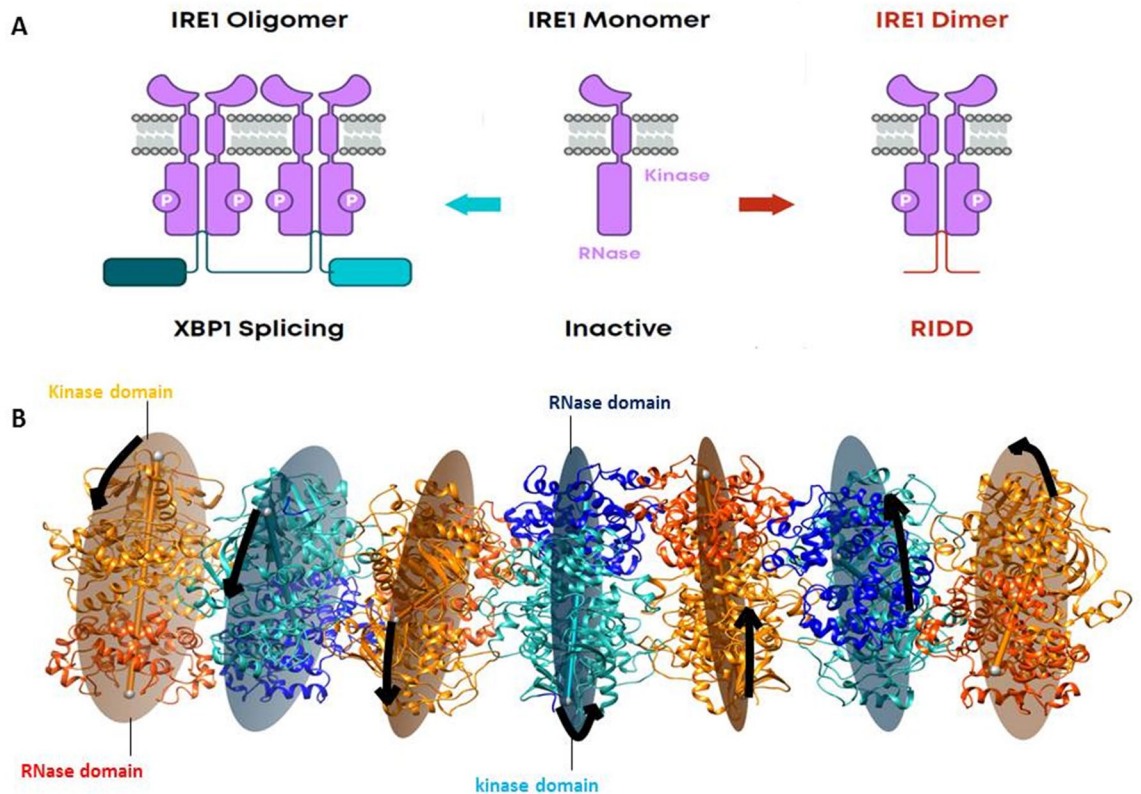 A
IRE1 Oligomer
IRE1 Monomer
IRE1 Dimer
Kinase
P
P
P
P
P
P
RNase
XBP1 Splicing
Inactive
RIDD
B
Kinase domain
RNase domain
RNase domain
kinase domain